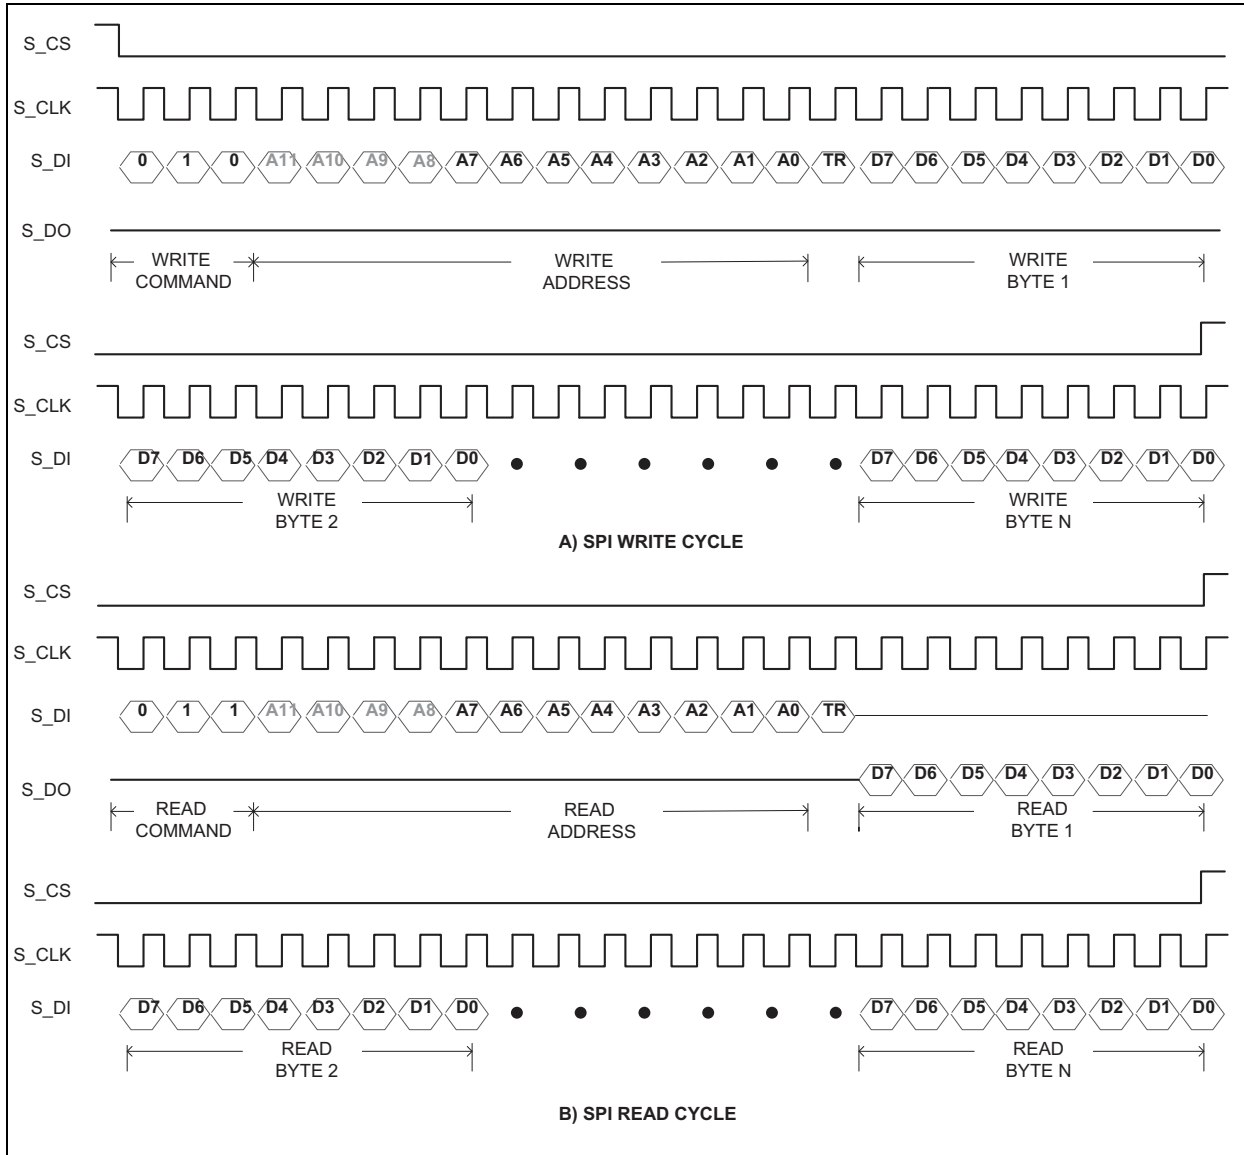 S_CS
S_CLK
S_DI 0 1 0 A11 A10 A9 A8 A7 A6 A5 A4 A3 A2 A1 A0 TR D7 D6 D5 D4 D3 D2 D1 D0
S_DO
WRITE COMMAND WRITE ADDRESS WRITE BYTE 1
S_CS
S_CLK
S_DI D7 D6 D5 D4 D3 D2 D1 D0 • • • • • • D7 D6 D5 D4 D3 D2 D1 D0
WRITE BYTE 2 WRITE BYTE N
A) SPI WRITE CYCLE
S_CS
S_CLK
S_DI 0 1 1 A11 A10 A9 A8 A7 A6 A5 A4 A3 A2 A1 A0 TR
S_DO D7 D6 D5 D4 D3 D2 D1 D0
READ COMMAND READ ADDRESS READ BYTE 1
S_CS
S_CLK
S_DI D7 D6 D5 D4 D3 D2 D1 D0 • • • • • • D7 D6 D5 D4 D3 D2 D1 D0
READ BYTE 2 READ BYTE N
B) SPI READ CYCLE